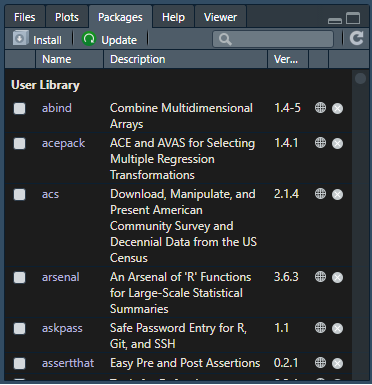 Files Plots Packages Help Viewer
Install Update
Name Description Ver...
User Library
abind Combine Multidimensional 1.4-5
Arrays
acepack ACE and AVAS for Selecting 1.4.1
Multiple Regression
Transformations
acs Download, Manipulate, and 2.1.4
Present American
Community Survey and
Decennial Data from the US
Census
arsenal An Arsenal of 'R' Functions 3.6.3
for Large-Scale Statistical
Summaries
askpass Safe Password Entry for R, 1.1
Git, and SSH
assertthat Easy Pre and Post Assertions 0.2.1